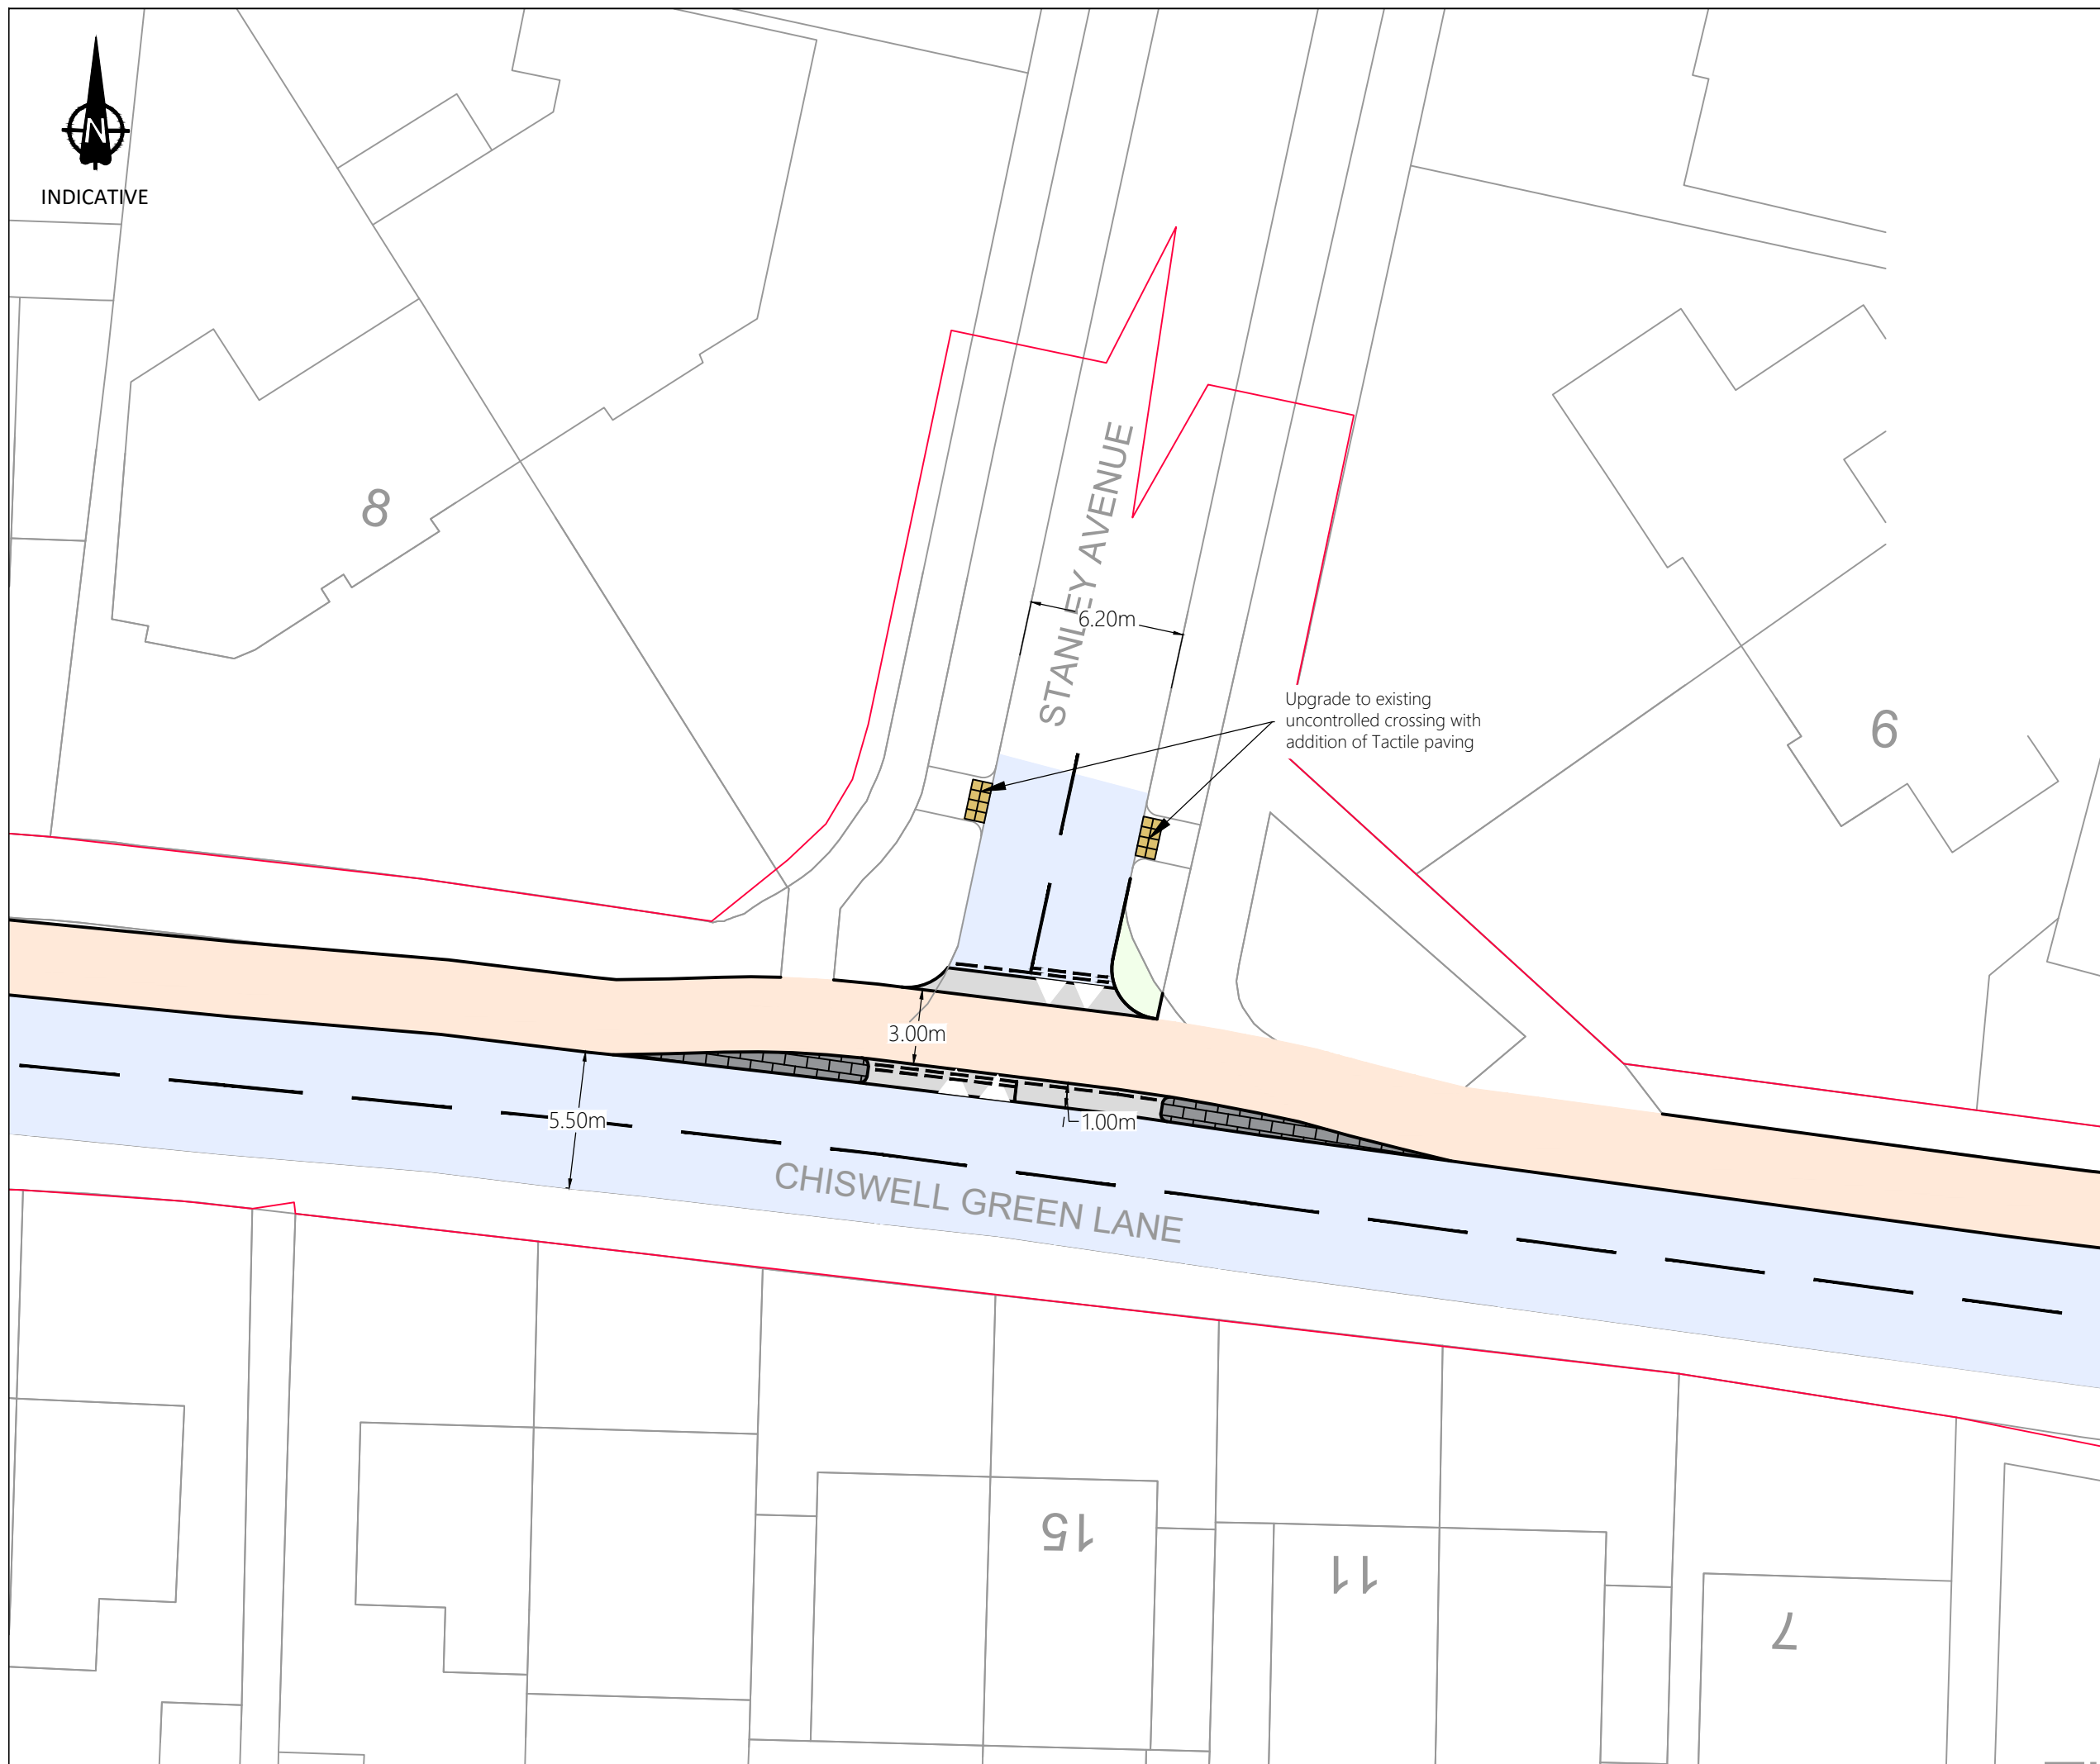 N
INDICATIVE
8
STANLEY AVENUE
6.20m
Upgrade to existing
uncontrolled crossing with
addition of Tactile paving
6
3.00m
5.50m
1.00m
CHISWELL GREEN LANE
15
11
7